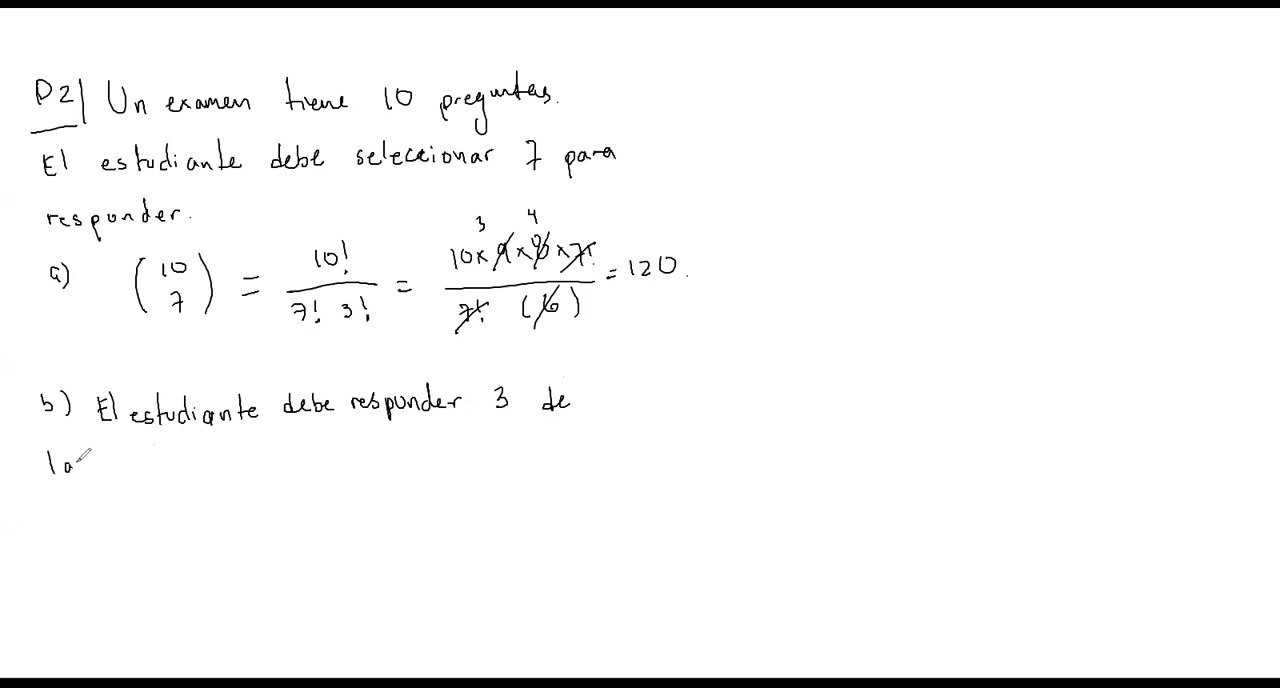 P2| Un examen tiene 10 preguntas.
El estudiante debe seleccionar 7 para
responder.
a) (10 7) = 10! / 7! 3! = 10 x 9 x 8 x 7! / 7! (6) = 120.
3 4
b) El estudiante debe responder 3 de
la